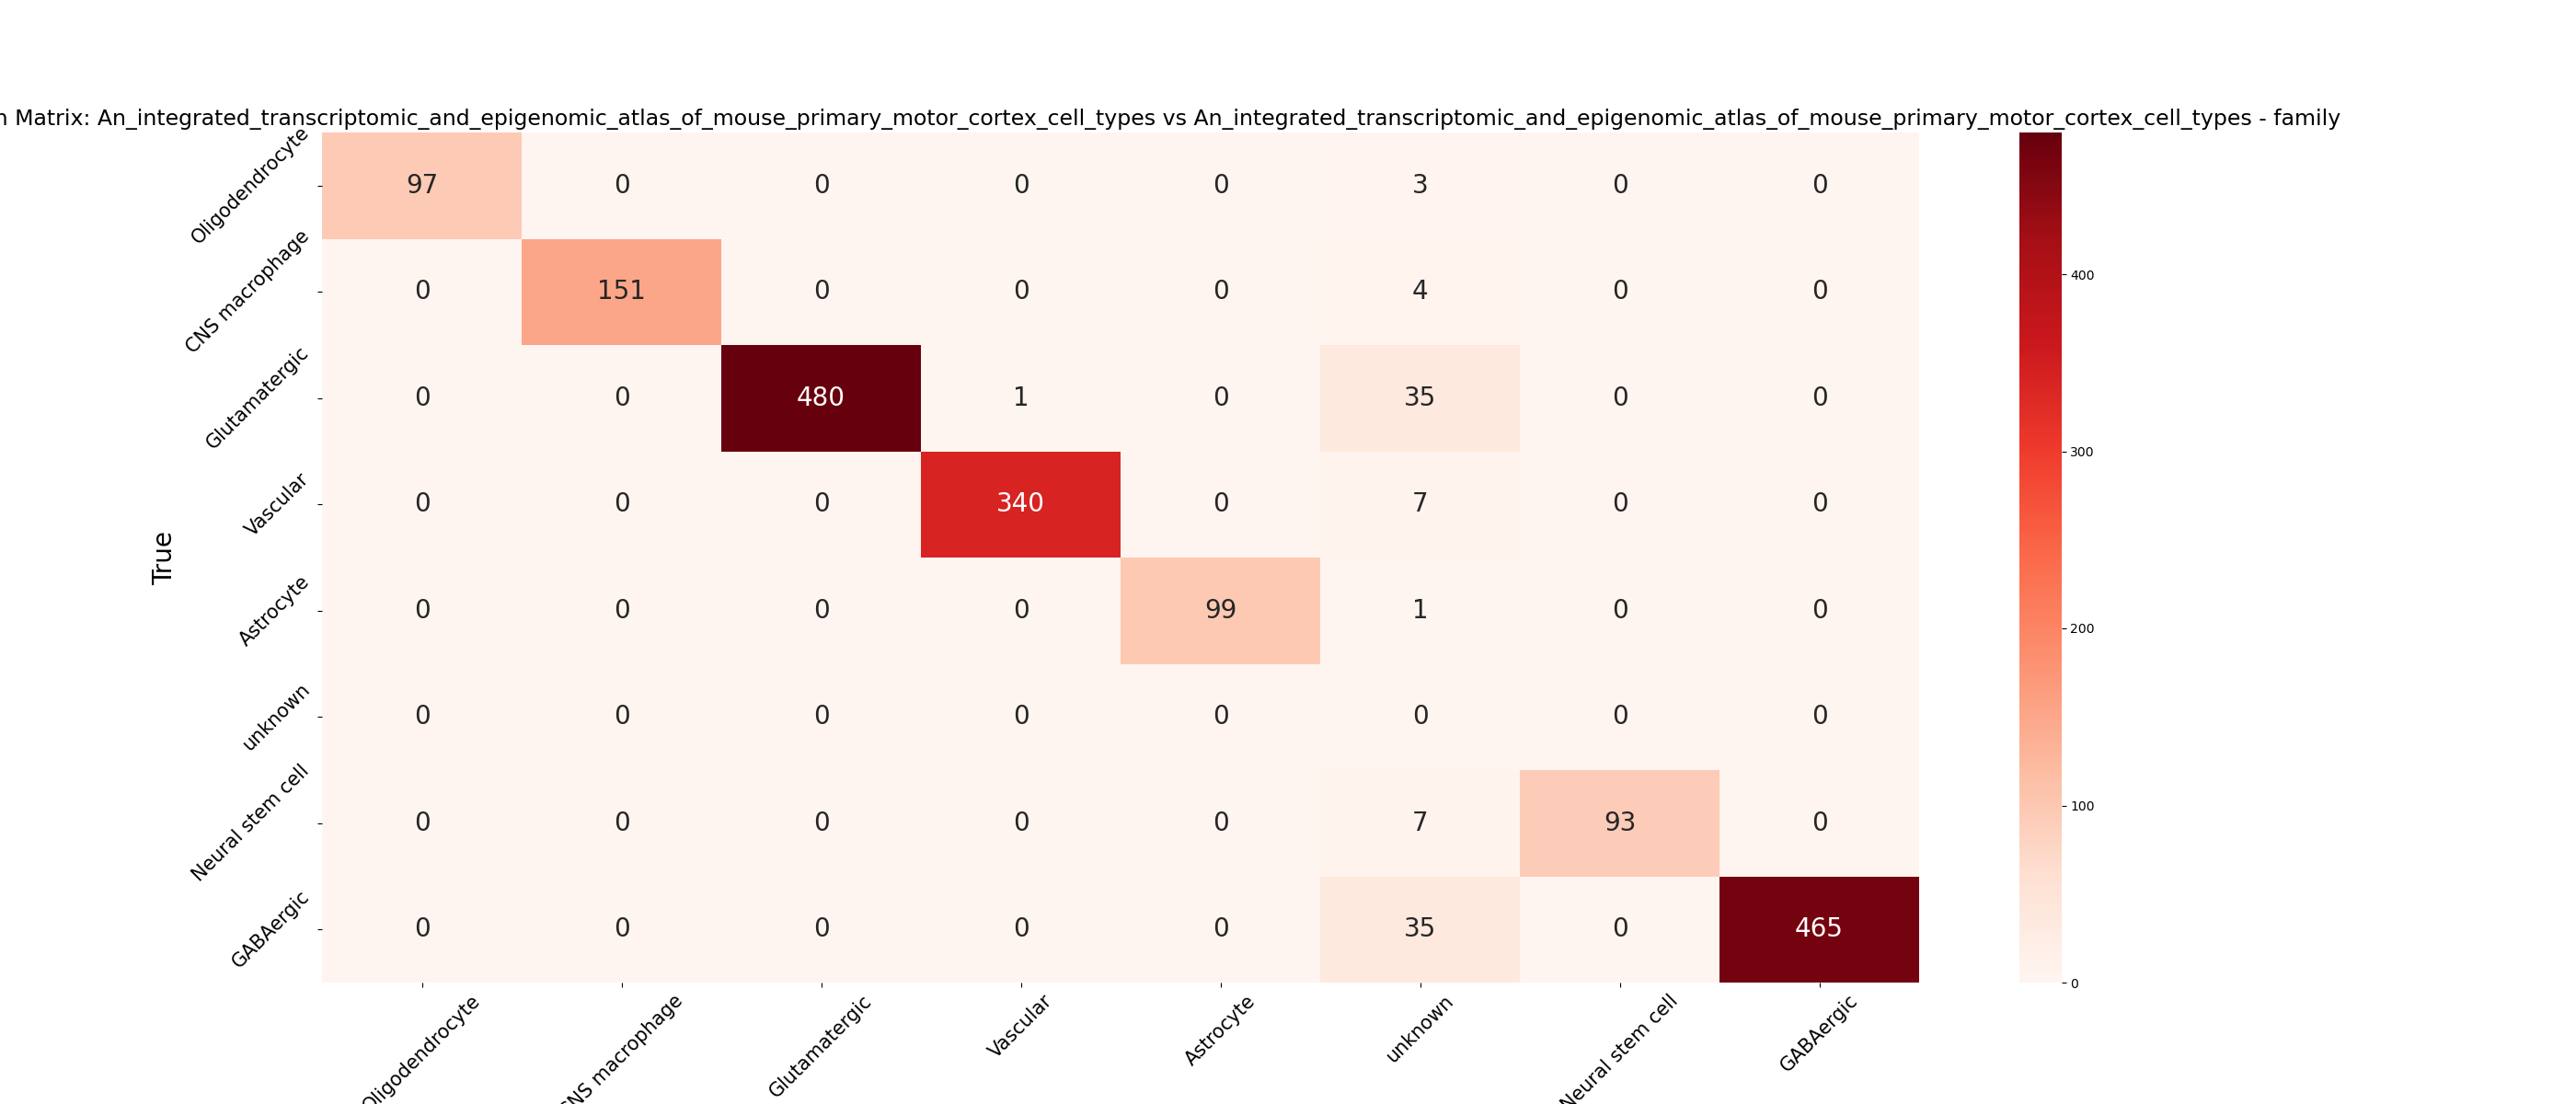 n Matrix: An_integrated_transcriptomic_and_epigenomic_atlas_of_mouse_primary_motor_cortex_cell_types vs An_integrated_transcriptomic_and_epigenomic_atlas_of_mouse_primary_motor_cortex_cell_types - family
Oligodendrocyte 97 0 0 0 0 3 0 0
CNS macrophage 0 151 0 0 0 4 0 0
Glutamatergic 0 0 480 1 0 35 0 0
Vascular 0 0 0 340 0 7 0 0
Astrocyte 0 0 0 0 99 1 0 0
unknown 0 0 0 0 0 0 0 0
Neural stem cell 0 0 0 0 0 7 93 0
GABAergic 0 0 0 0 0 35 0 465
True
Oligodendrocyte CNS macrophage Glutamatergic Vascular Astrocyte unknown Neural stem cell GABAergic
400
300
200
100
0